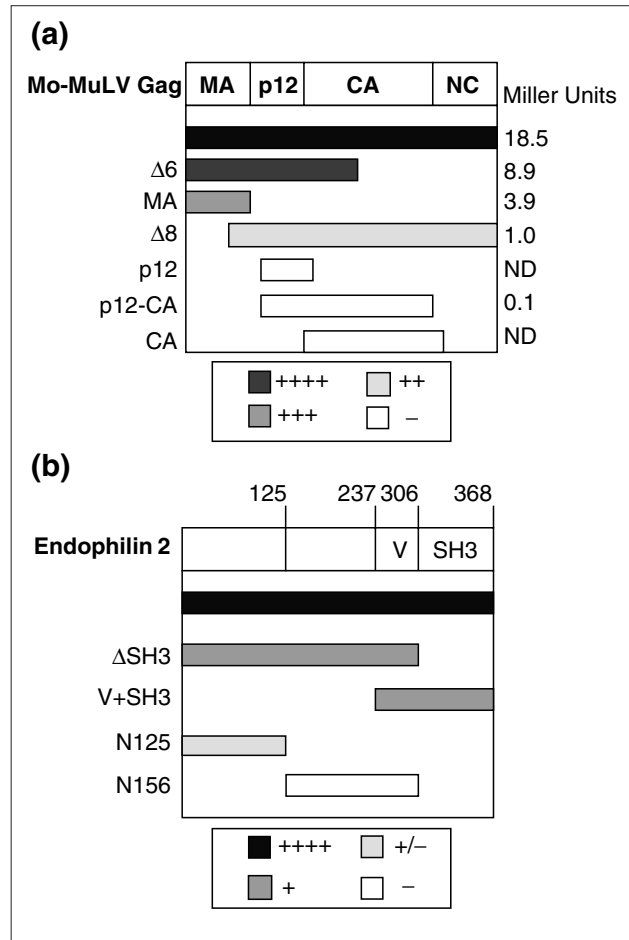 (a)
Mo-MuLV Gag MA p12 CA NC Miller Units
18.5
Δ6 8.9
MA 3.9
Δ8 1.0
p12 ND
p12-CA 0.1
CA ND
++++ ++
+++ –
(b)
125 237 306 368
Endophilin 2 V SH3
ΔSH3
V+SH3
N125
N156
++++ +/–
+ –